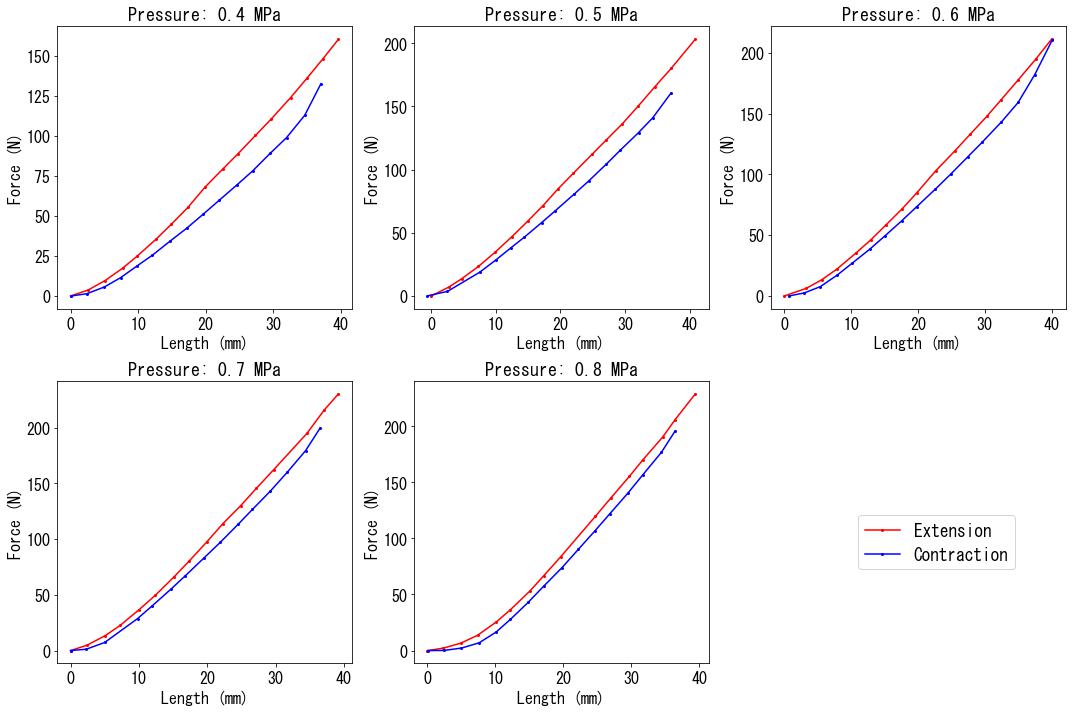 Pressure: 0.4 MPa
150
125
100
75
50
25
0
Force (N)
0 10 20 30 40
Length (mm)
Pressure: 0.5 MPa
200
150
100
50
0
Force (N)
0 10 20 30 40
Length (mm)
Pressure: 0.6 MPa
200
150
100
50
0
Force (N)
0 10 20 30 40
Length (mm)
Pressure: 0.7 MPa
200
150
100
50
0
Force (N)
0 10 20 30 40
Length (mm)
Pressure: 0.8 MPa
200
150
100
50
0
Force (N)
0 10 20 30 40
Length (mm)
Extension
Contraction